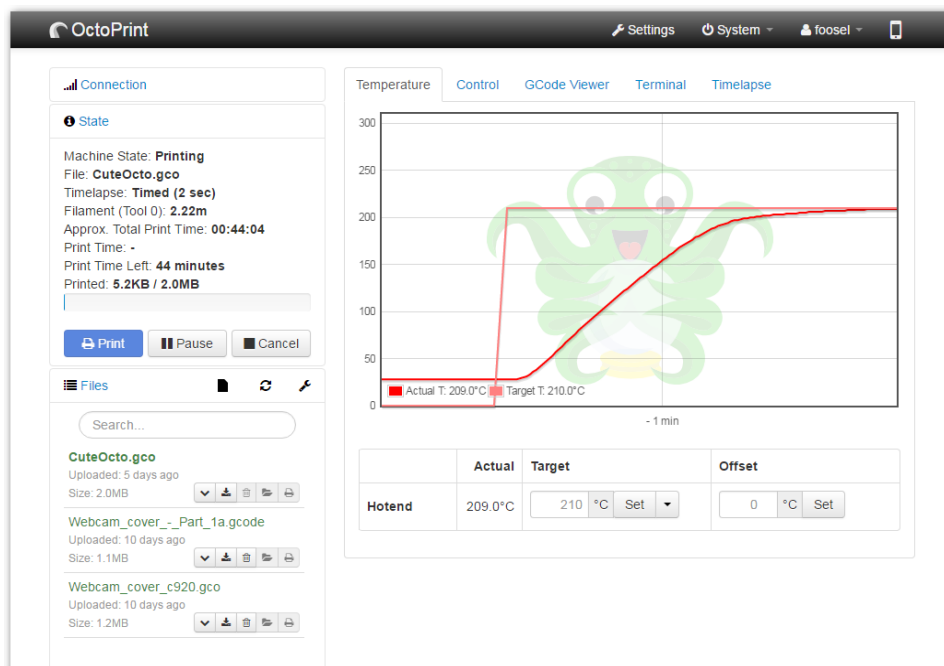 OctoPrint
Settings
System
foosel
Connection
State
Machine State: Printing
File: CuteOcto.gco
Timelapse: Timed (2 sec)
Filament (Tool 0): 2.22m
Approx. Total Print Time: 00:44:04
Print Time: -
Print Time Left: 44 minutes
Printed: 5.2KB / 2.0MB
Print
Pause
Cancel
Files
Search...
CuteOcto.gco
Uploaded: 5 days ago
Size: 2.0MB
Webcam_cover_-_Part_1a.gcode
Uploaded: 10 days ago
Size: 1.1MB
Webcam_cover_c920.gco
Uploaded: 10 days ago
Size: 1.2MB
Temperature
Control
GCode Viewer
Terminal
Timelapse
300
250
200
150
100
50
0
Actual T: 209.0°C
Target T: 210.0°C
- 1 min
Actual Target Offset
Hotend 209.0°C 210 °C Set 0 °C Set